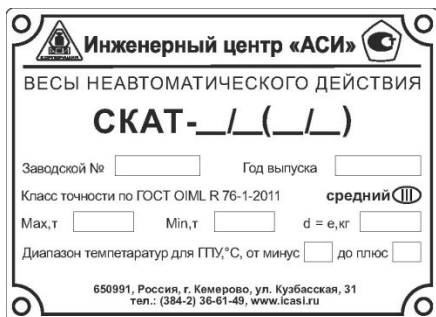 АСИ
КОРПОРАЦИЯ
Инженерный центр «АСИ»
ВЕСЫ НЕАВТОМАТИЧЕСКОГО ДЕЙСТВИЯ
СКАТ-__/__(__/__)
Заводской № Год выпуска
Класс точности по ГОСТ OIML R 76-1-2011 средний III
Max,т Min,т d = e,кг
Диапазон темпетаратур для ГПУ,°С, от минус до плюс
650991, Россия, г. Кемерово, ул. Кузбасская, 31
тел.: (384-2) 36-61-49, www.icasi.ru